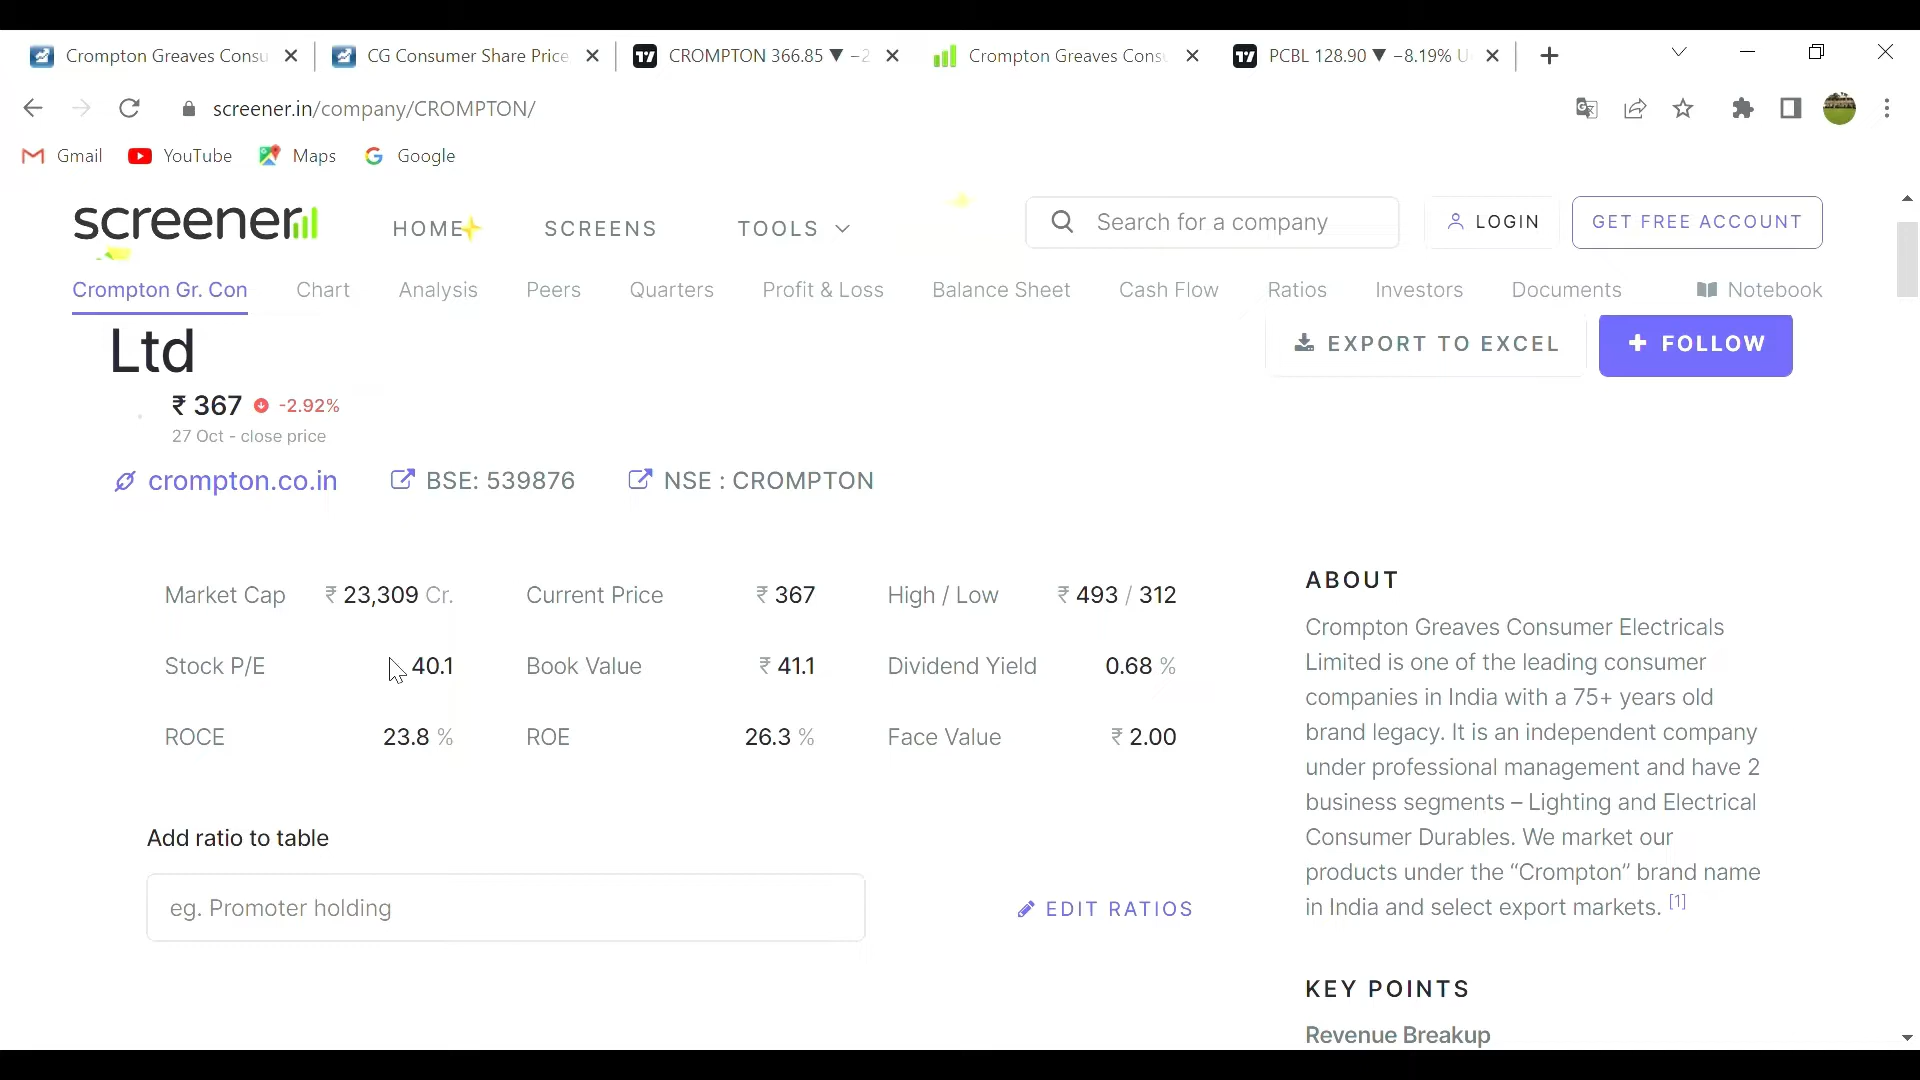 Crompton Greaves Consu
CG Consumer Share Price
CROMPTON 366.85 ▼ −2
Crompton Greaves Cons
PCBL 128.90 ▼ −8.19% U
screener.in/company/CROMPTON/
Gmail
YouTube
Maps
Google
screener
HOME
SCREENS
TOOLS
Search for a company
LOGIN
GET FREE ACCOUNT
Crompton Gr. Con
Chart
Analysis
Peers
Quarters
Profit & Loss
Balance Sheet
Cash Flow
Ratios
Investors
Documents
Notebook
Ltd
EXPORT TO EXCEL
+ FOLLOW
₹ 367 -2.92%
27 Oct - close price
crompton.co.in
BSE: 539876
NSE : CROMPTON
Market Cap ₹ 23,309 Cr.
Current Price ₹ 367
High / Low ₹ 493 / 312
Stock P/E 40.1
Book Value ₹ 41.1
Dividend Yield 0.68 %
ROCE 23.8 %
ROE 26.3 %
Face Value ₹ 2.00
Add ratio to table
eg. Promoter holding
EDIT RATIOS
ABOUT
Crompton Greaves Consumer Electricals
Limited is one of the leading consumer
companies in India with a 75+ years old
brand legacy. It is an independent company
under professional management and have 2
business segments – Lighting and Electrical
Consumer Durables. We market our
products under the “Crompton” brand name
in India and select export markets. [1]
KEY POINTS
Revenue Breakup